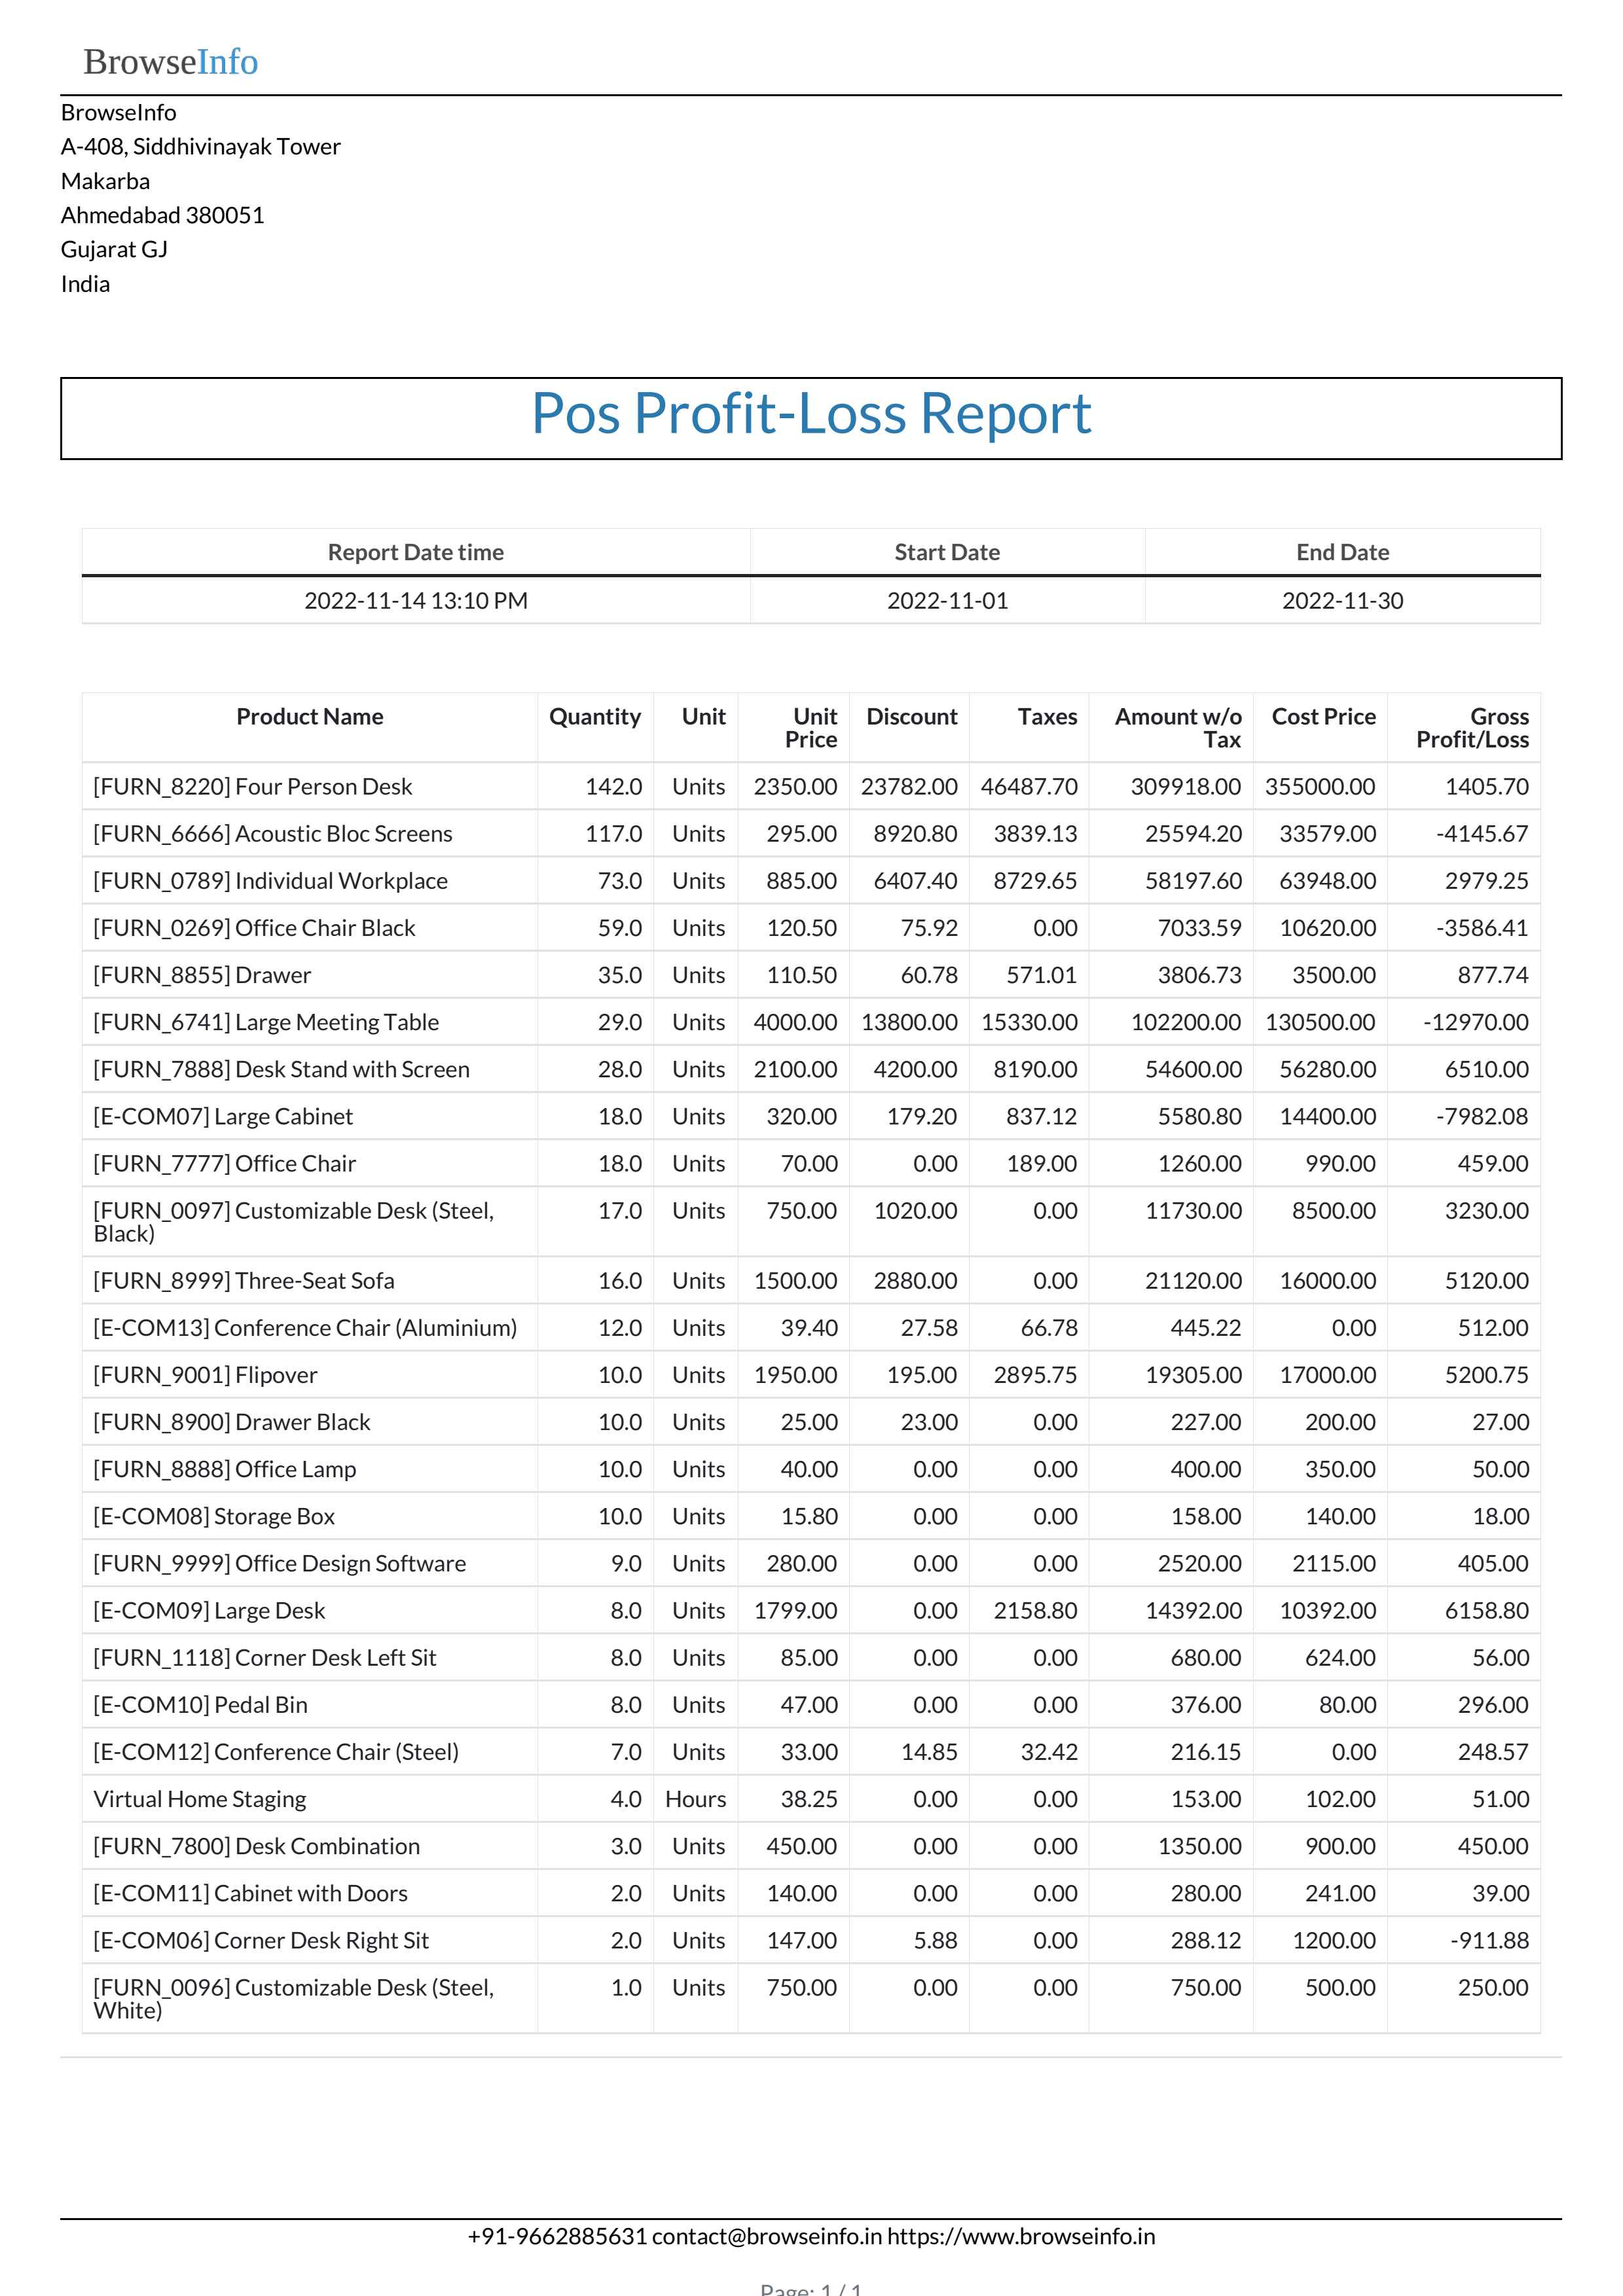 BrowseInfo
BrowseInfo
A-408, Siddhivinayak Tower
Makarba
Ahmedabad 380051
Gujarat GJ
India
Pos Profit-Loss Report
Report Date time Start Date End Date
2022-11-14 13:10 PM 2022-11-01 2022-11-30
Product Name Quantity Unit Unit Discount Taxes Amount w/o Cost Price Gross
Price Tax Profit/Loss
[FURN_8220] Four Person Desk 142.0 Units 2350.00 23782.00 46487.70 309918.00 355000.00 1405.70
[FURN_6666] Acoustic Bloc Screens 117.0 Units 295.00 8920.80 3839.13 25594.20 33579.00 -4145.67
[FURN_0789] Individual Workplace 73.0 Units 885.00 6407.40 8729.65 58197.60 63948.00 2979.25
[FURN_0269] Office Chair Black 59.0 Units 120.50 75.92 0.00 7033.59 10620.00 -3586.41
[FURN_8855] Drawer 35.0 Units 110.50 60.78 571.01 3806.73 3500.00 877.74
[FURN_6741] Large Meeting Table 29.0 Units 4000.00 13800.00 15330.00 102200.00 130500.00 -12970.00
[FURN_7888] Desk Stand with Screen 28.0 Units 2100.00 4200.00 8190.00 54600.00 56280.00 6510.00
[E-COM07] Large Cabinet 18.0 Units 320.00 179.20 837.12 5580.80 14400.00 -7982.08
[FURN_7777] Office Chair 18.0 Units 70.00 0.00 189.00 1260.00 990.00 459.00
[FURN_0097] Customizable Desk (Steel, 17.0 Units 750.00 1020.00 0.00 11730.00 8500.00 3230.00
Black)
[FURN_8999] Three-Seat Sofa 16.0 Units 1500.00 2880.00 0.00 21120.00 16000.00 5120.00
[E-COM13] Conference Chair (Aluminium) 12.0 Units 39.40 27.58 66.78 445.22 0.00 512.00
[FURN_9001] Flipover 10.0 Units 1950.00 195.00 2895.75 19305.00 17000.00 5200.75
[FURN_8900] Drawer Black 10.0 Units 25.00 23.00 0.00 227.00 200.00 27.00
[FURN_8888] Office Lamp 10.0 Units 40.00 0.00 0.00 400.00 350.00 50.00
[E-COM08] Storage Box 10.0 Units 15.80 0.00 0.00 158.00 140.00 18.00
[FURN_9999] Office Design Software 9.0 Units 280.00 0.00 0.00 2520.00 2115.00 405.00
[E-COM09] Large Desk 8.0 Units 1799.00 0.00 2158.80 14392.00 10392.00 6158.80
[FURN_1118] Corner Desk Left Sit 8.0 Units 85.00 0.00 0.00 680.00 624.00 56.00
[E-COM10] Pedal Bin 8.0 Units 47.00 0.00 0.00 376.00 80.00 296.00
[E-COM12] Conference Chair (Steel) 7.0 Units 33.00 14.85 32.42 216.15 0.00 248.57
Virtual Home Staging 4.0 Hours 38.25 0.00 0.00 153.00 102.00 51.00
[FURN_7800] Desk Combination 3.0 Units 450.00 0.00 0.00 1350.00 900.00 450.00
[E-COM11] Cabinet with Doors 2.0 Units 140.00 0.00 0.00 280.00 241.00 39.00
[E-COM06] Corner Desk Right Sit 2.0 Units 147.00 5.88 0.00 288.12 1200.00 -911.88
[FURN_0096] Customizable Desk (Steel, 1.0 Units 750.00 0.00 0.00 750.00 500.00 250.00
White)
+91-9662885631 contact@browseinfo.in https://www.browseinfo.in
Page: 1 / 1